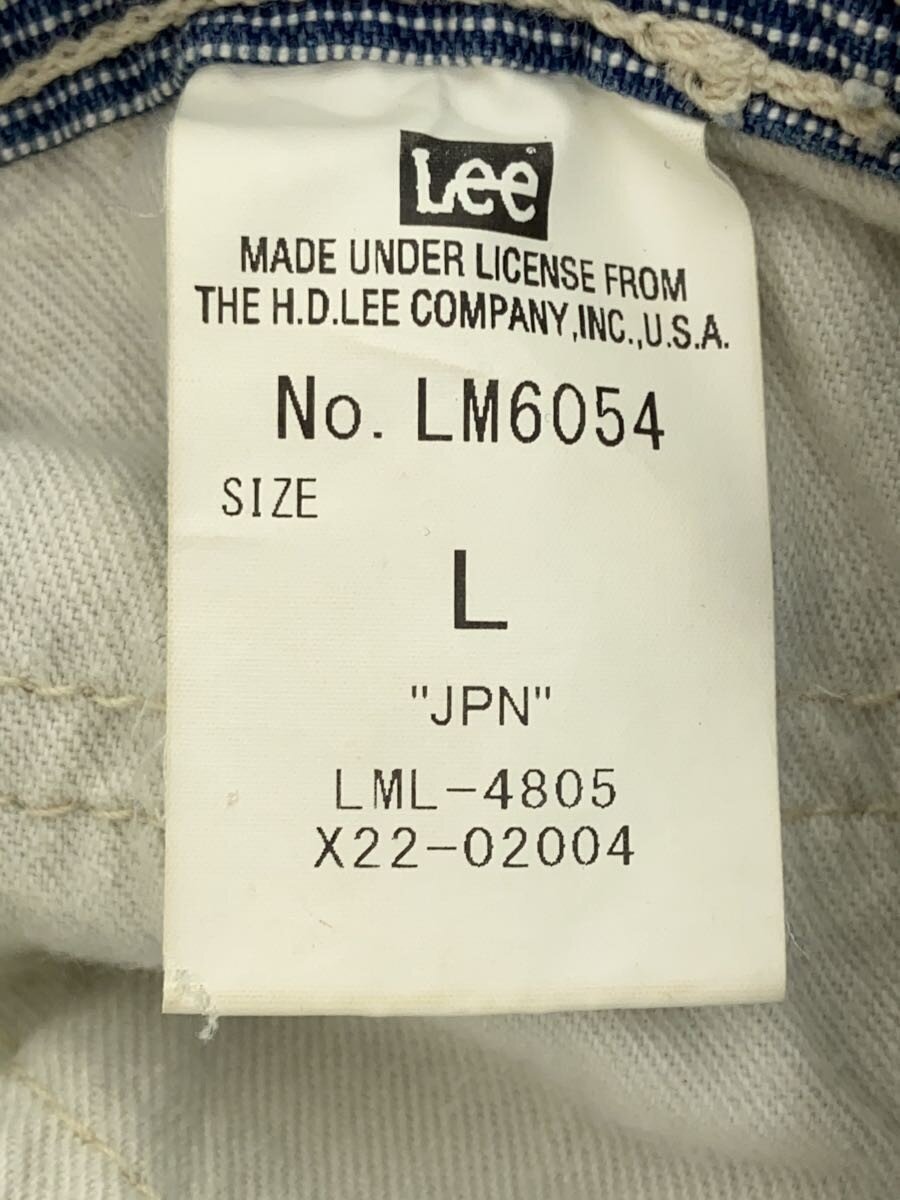 Lee
MADE UNDER LICENSE FROM
THE H.D.LEE COMPANY,INC.,U.S.A.
No. LM6054
SIZE
L
"JPN"
LML-4805
X22-02004